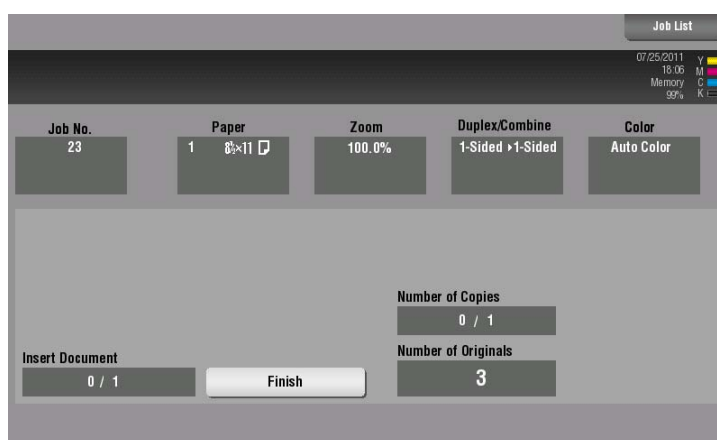 Job List
07/25/2011
18:06
Memory
99%
Y
M
C
K
Job No.
23
Paper
1 8½×11
Zoom
100.0%
Duplex/Combine
1-Sided ▸1-Sided
Color
Auto Color
Number of Copies
0 / 1
Insert Document
0 / 1
Finish
Number of Originals
3